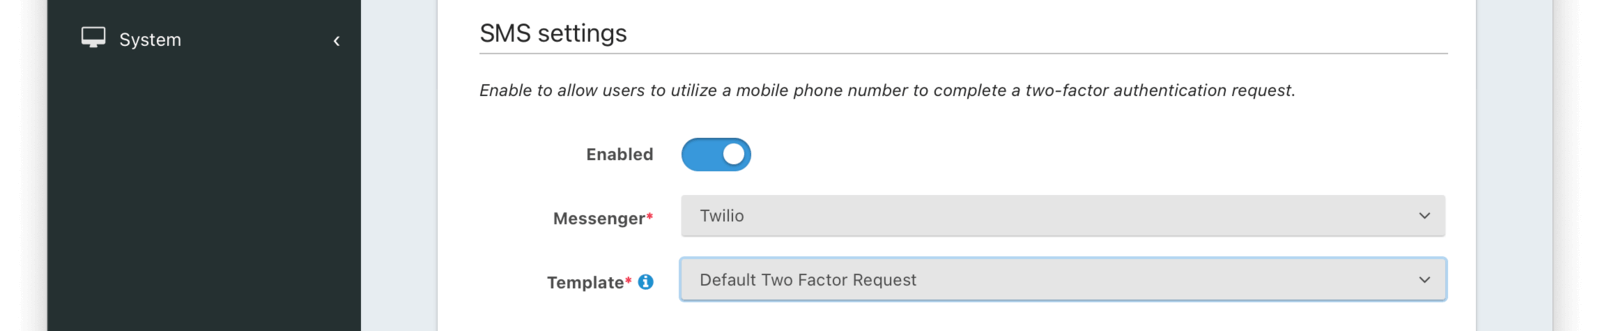 System
SMS settings
Enable to allow users to utilize a mobile phone number to complete a two-factor authentication request.
Enabled
Messenger* Twilio
Template* Default Two Factor Request